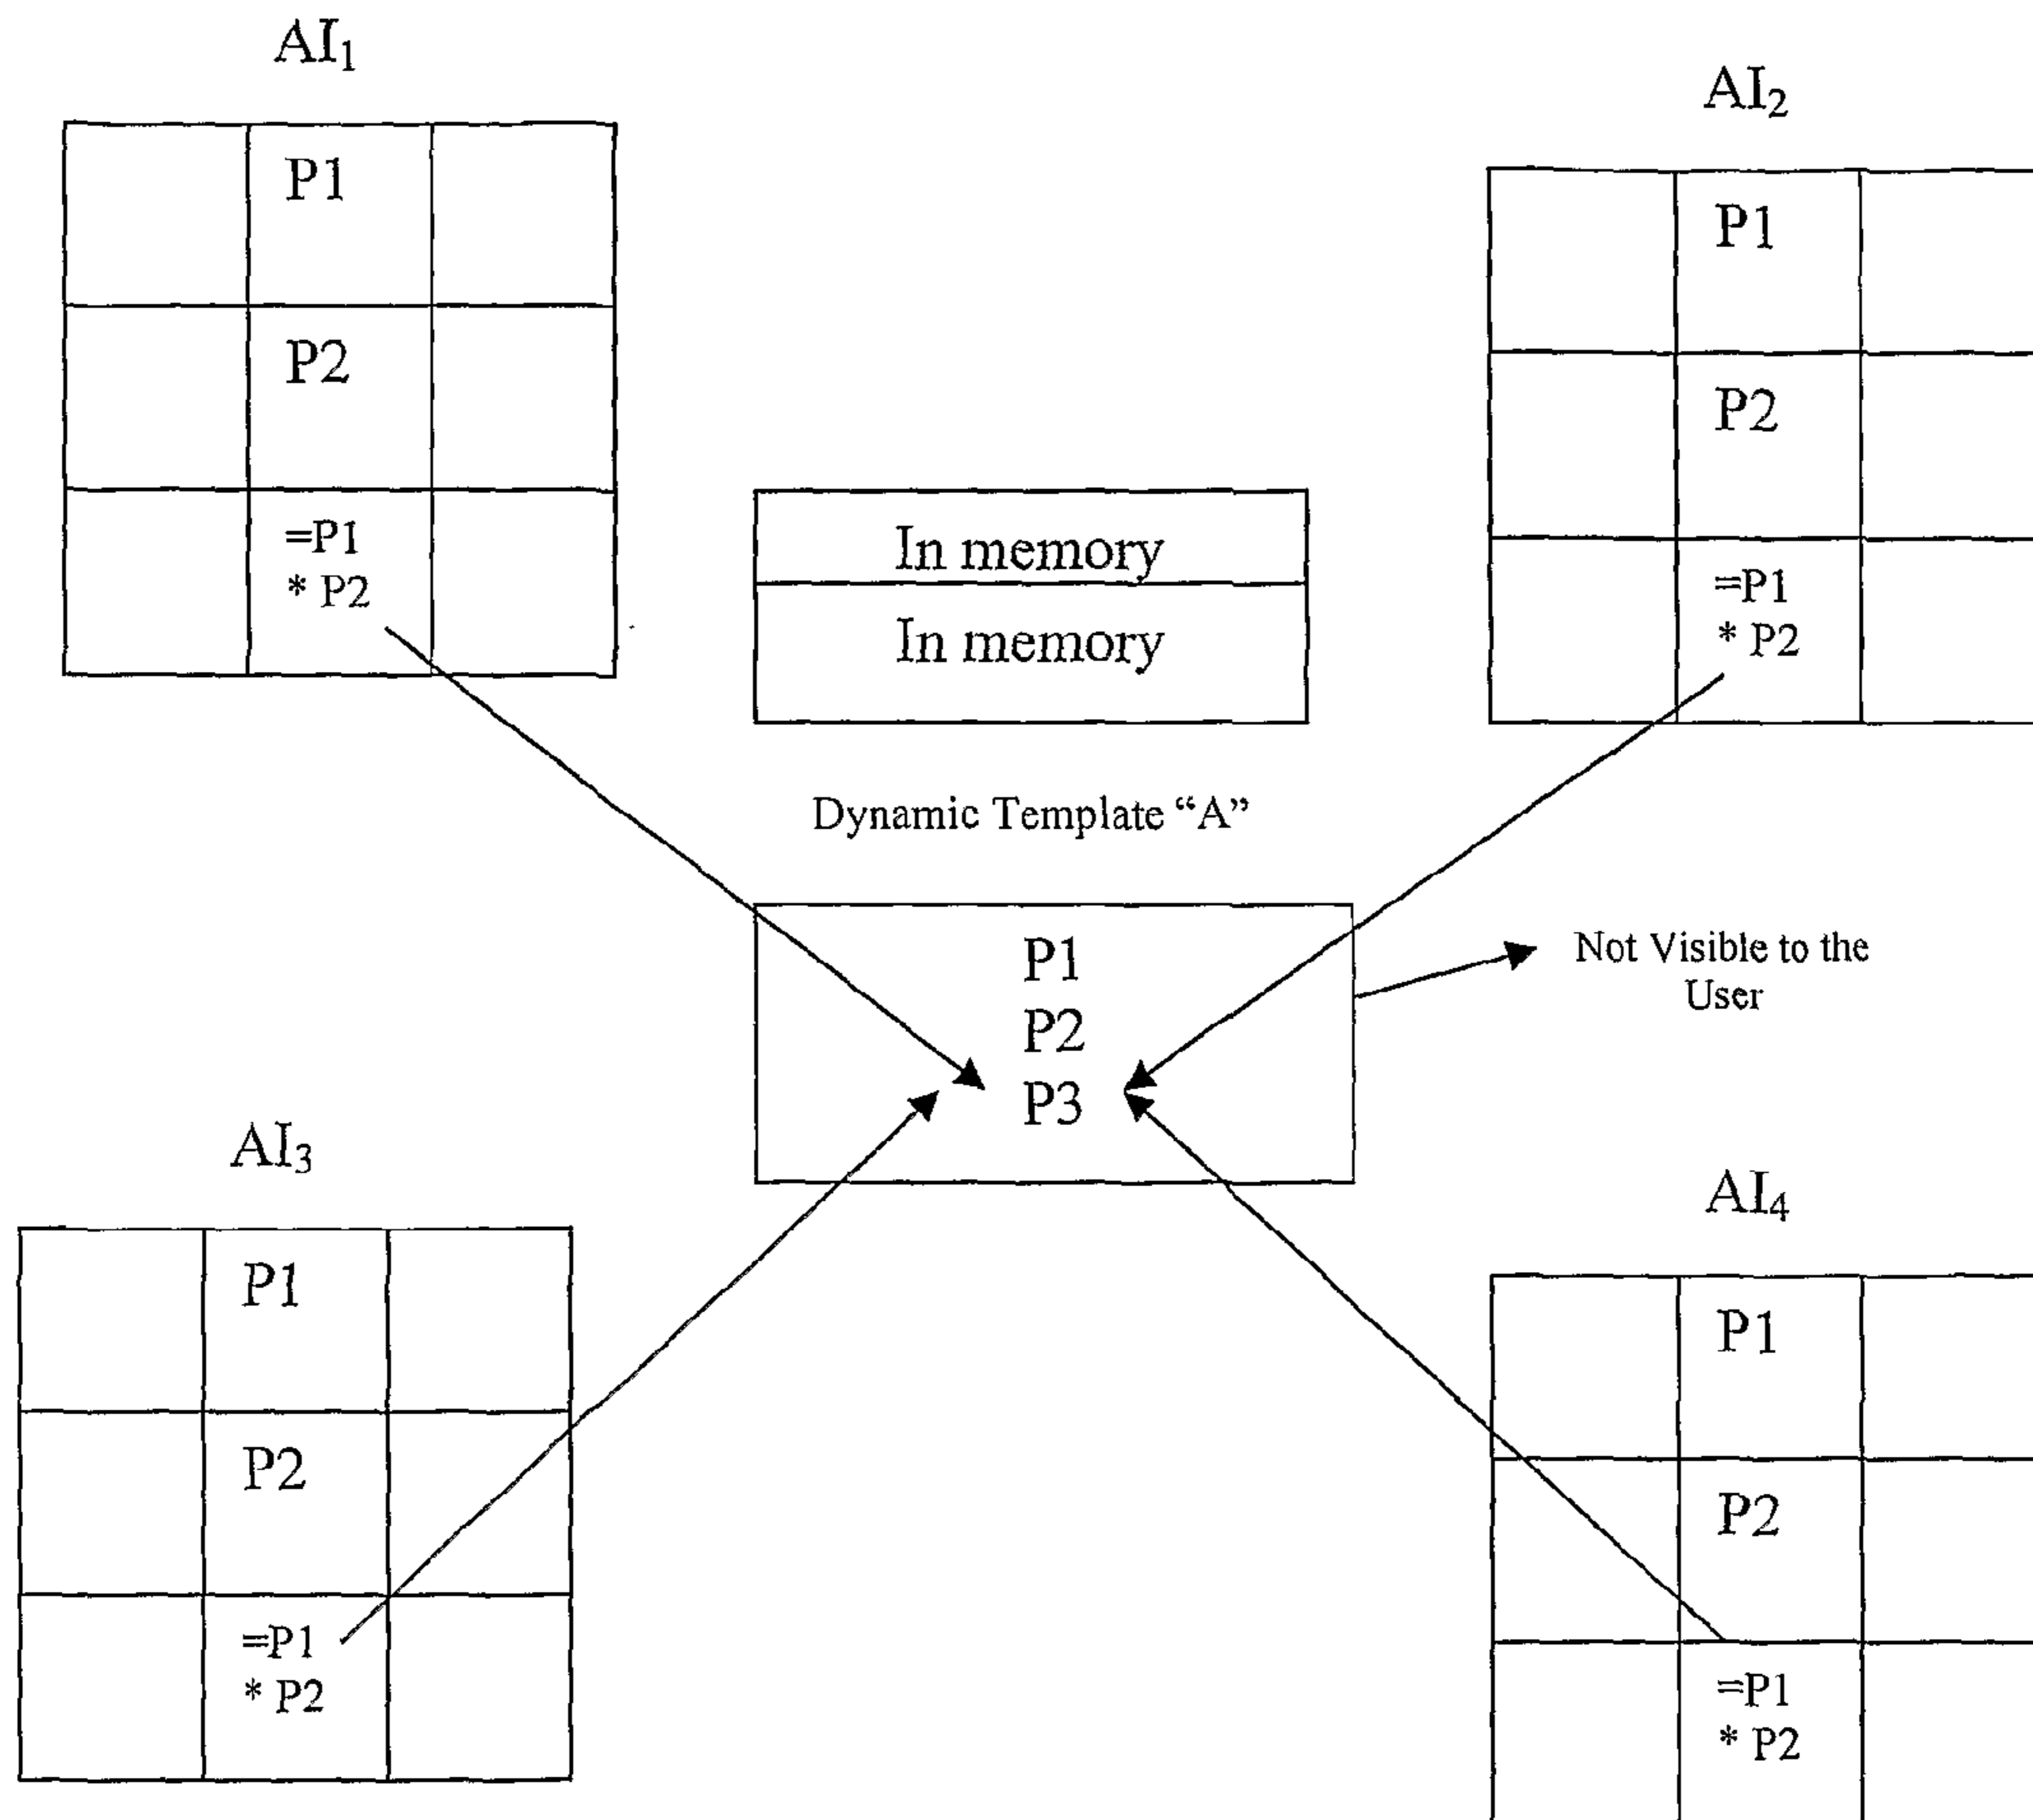 AI₁
P1
P2
=P1
* P2
AI₂
P1
P2
=P1
* P2
In memory
In memory
Dynamic Template “A”
P1
P2
P3
Not Visible to the
User
AI₃
P1
P2
=P1
* P2
AI₄
P1
P2
=P1
* P2